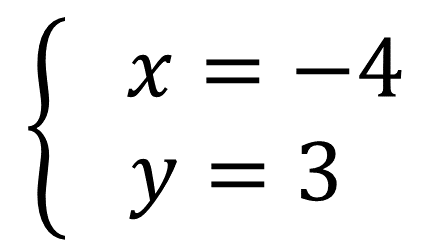 x = −4
y = 3